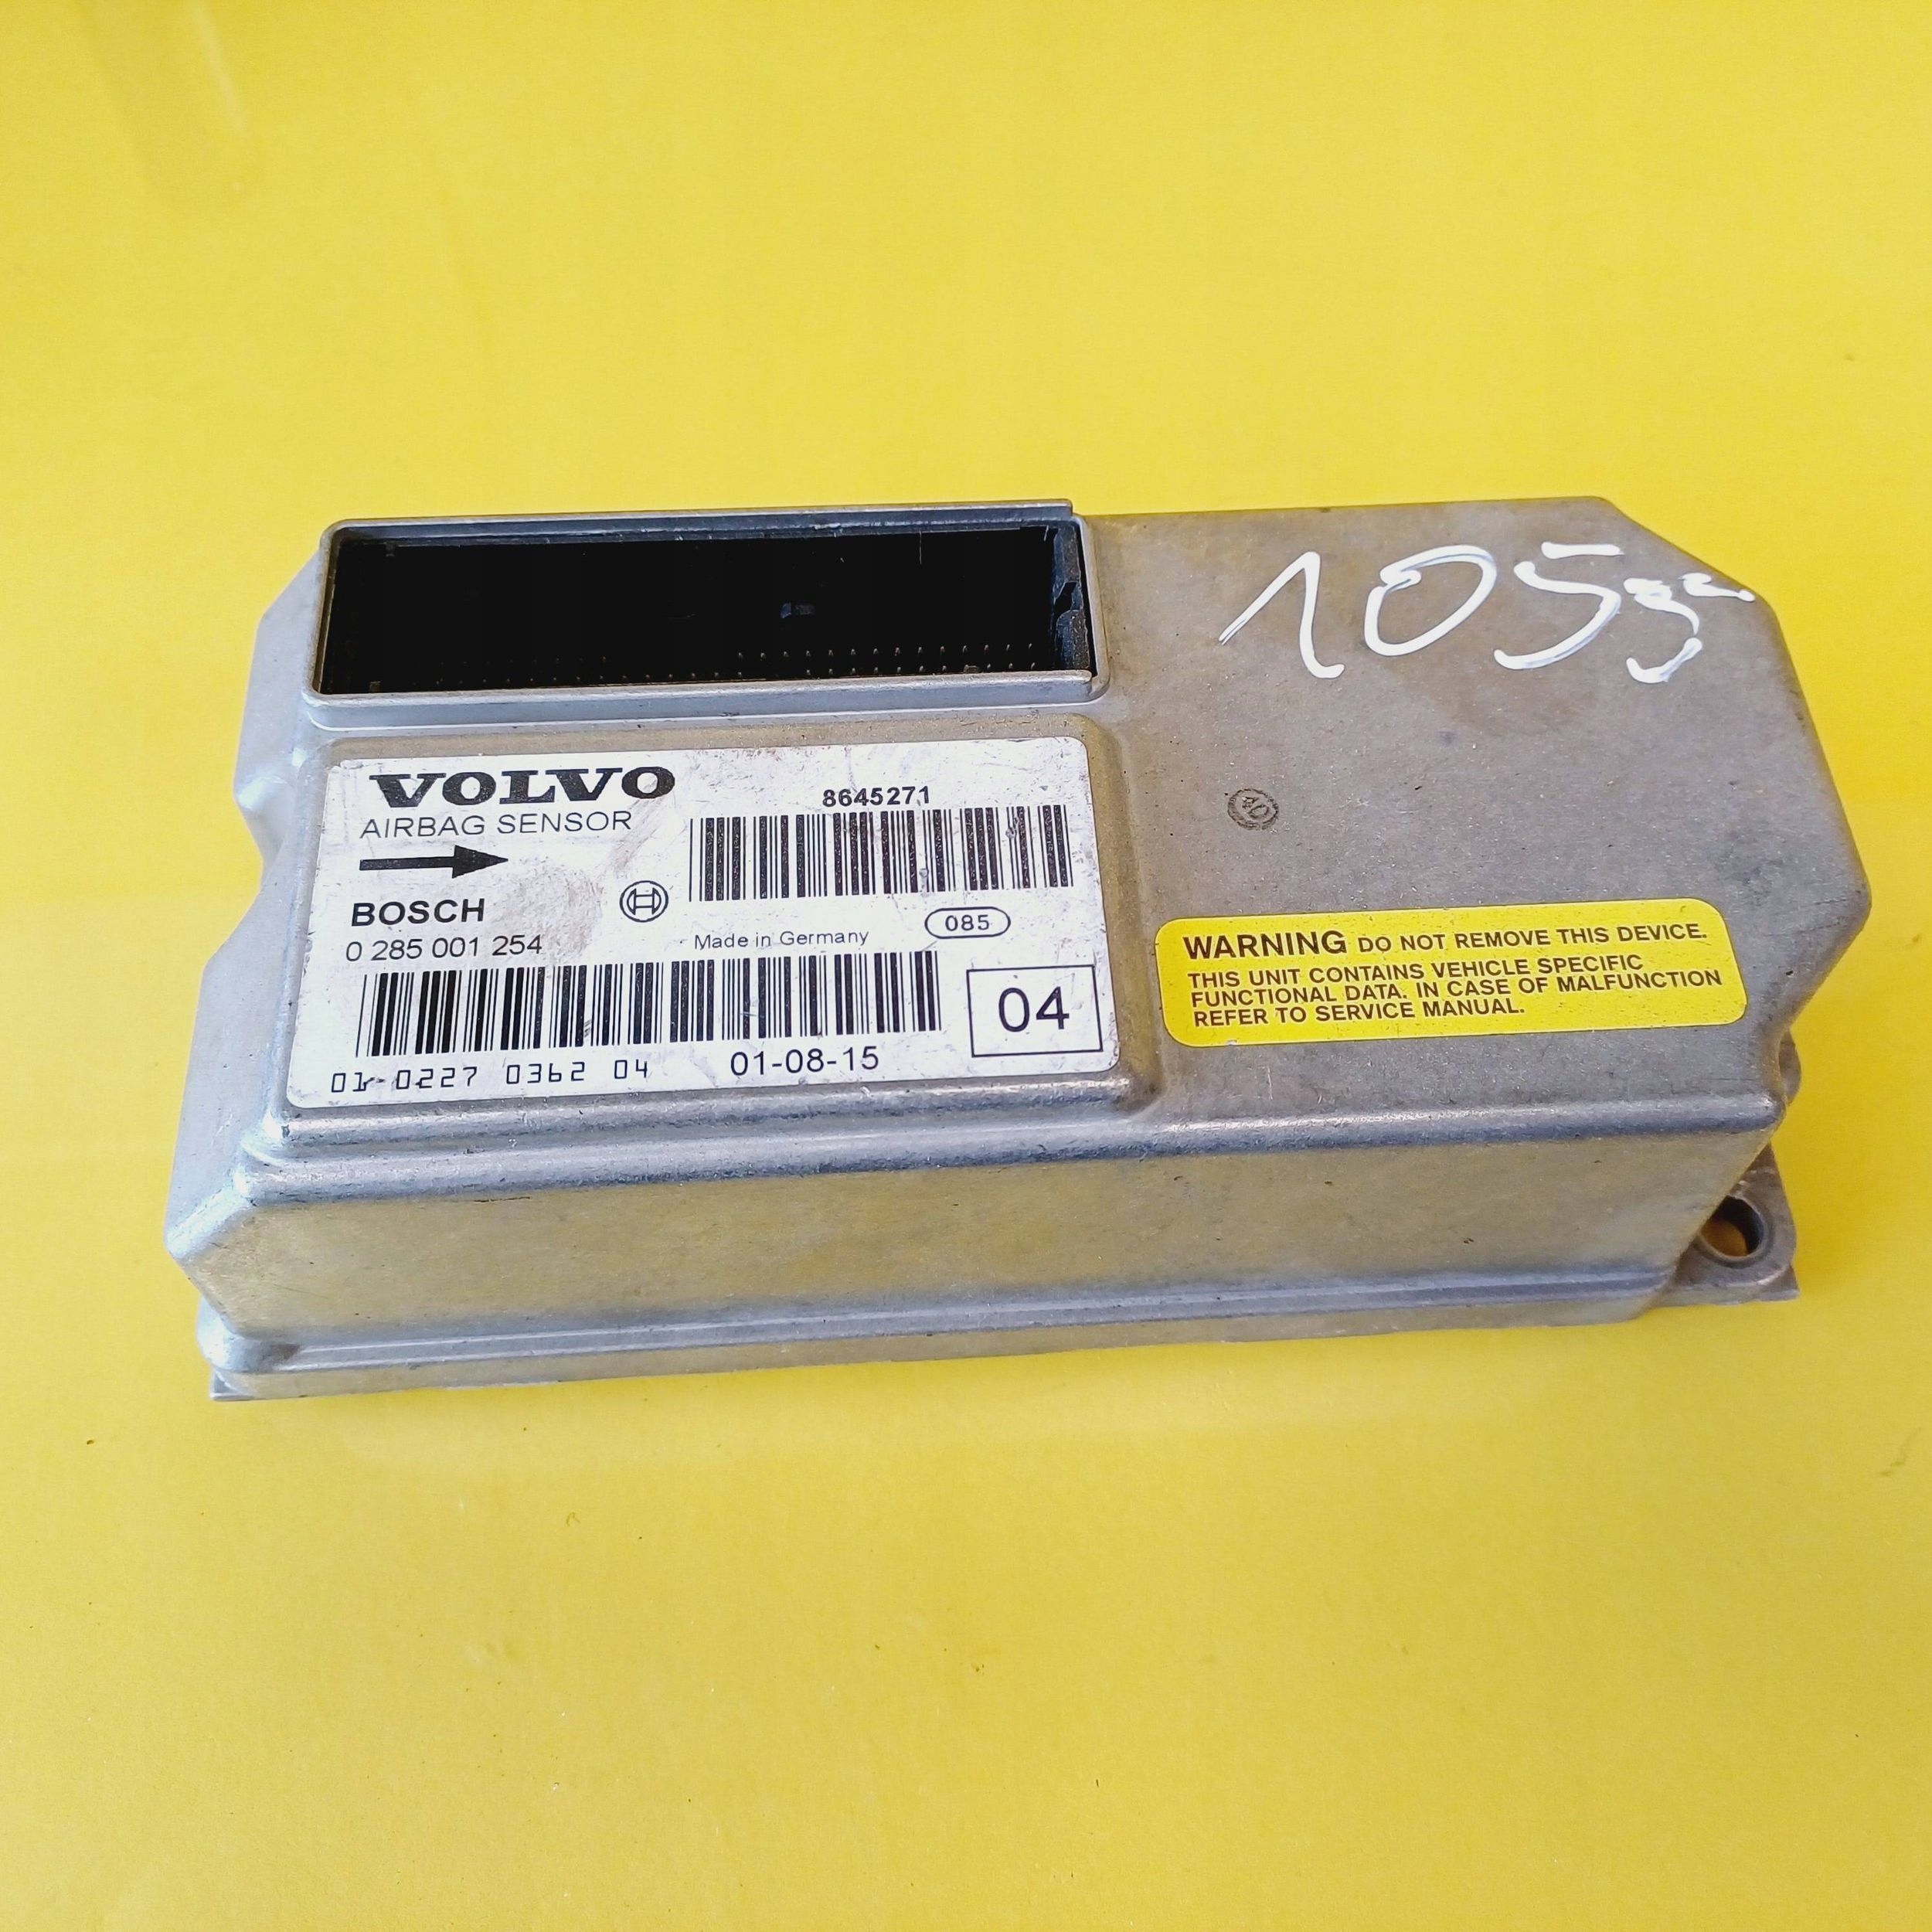 105
VOLVO
AIRBAG SENSOR
8645271
BOSCH
0 285 001 254
Made in Germany
085
04
01-0227 0362 04
01-08-15
40
WARNING DO NOT REMOVE THIS DEVICE.
THIS UNIT CONTAINS VEHICLE SPECIFIC
FUNCTIONAL DATA. IN CASE OF MALFUNCTION
REFER TO SERVICE MANUAL.